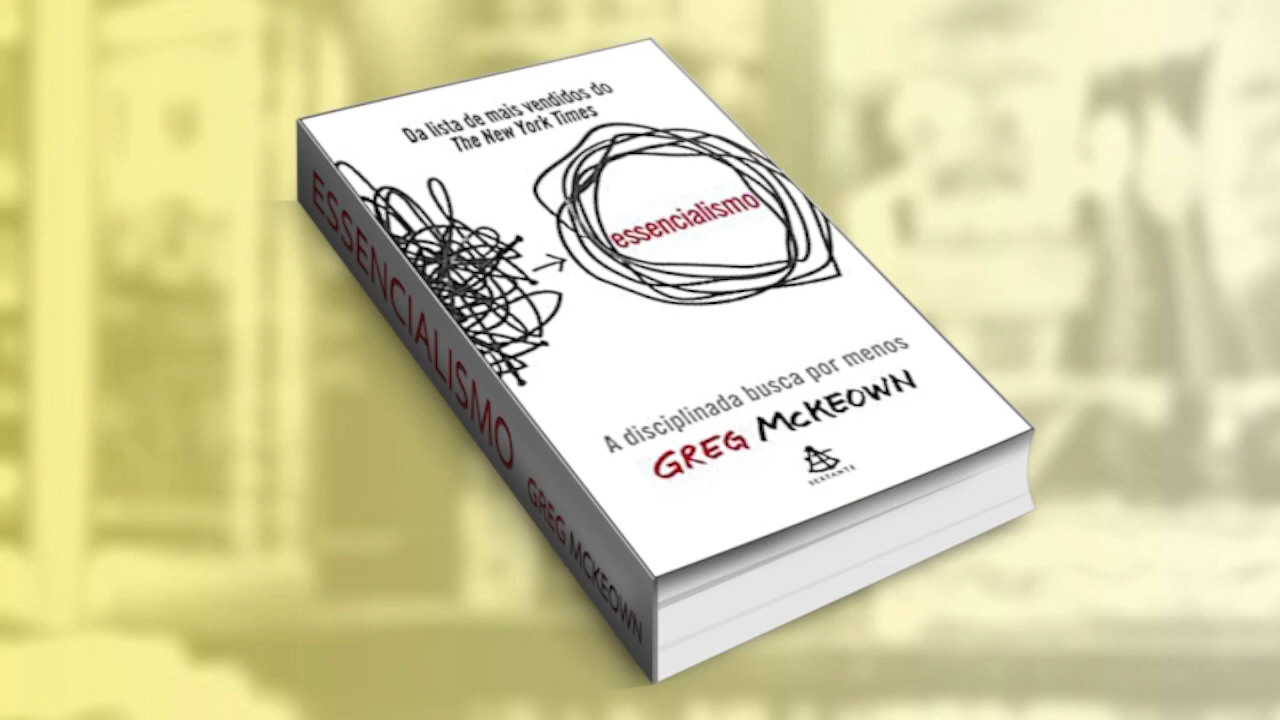 Da lista de mais vendidos do
The New York Times
essencialismo
A disciplinada busca por menos
GREG McKEOWN
SEXTANTE
ESSENCIALISMO GREG MCKEOWN